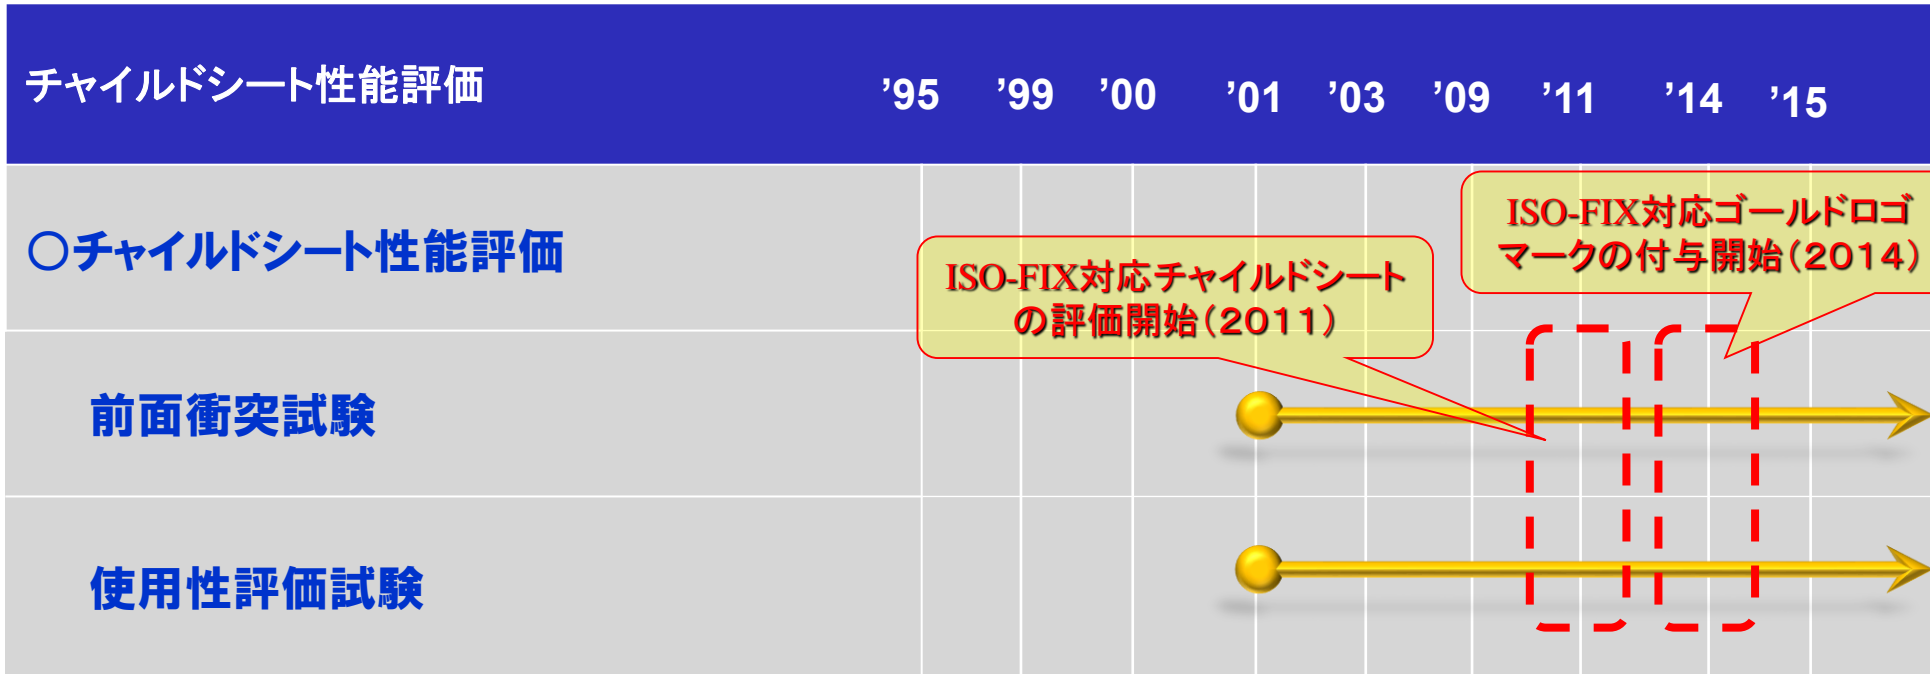 チャイルドシート性能評価 ’95 ’99 ’00 ’01 ’03 ’09 ’11 ’14 ’15
○チャイルドシート性能評価
ISO-FIX対応チャイルドシート
の評価開始(2011)
ISO-FIX対応ゴールドロゴ
マークの付与開始(2014)
前面衝突試験
使用性評価試験